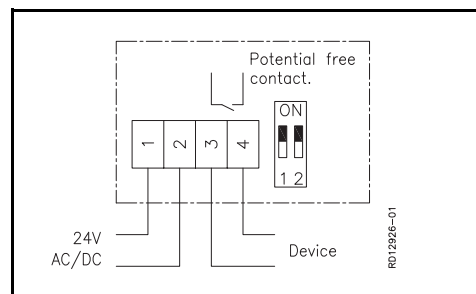 Potential free
contact.
ON
1 2 3 4
1 2
24V
AC/DC
Device
RD12926-01